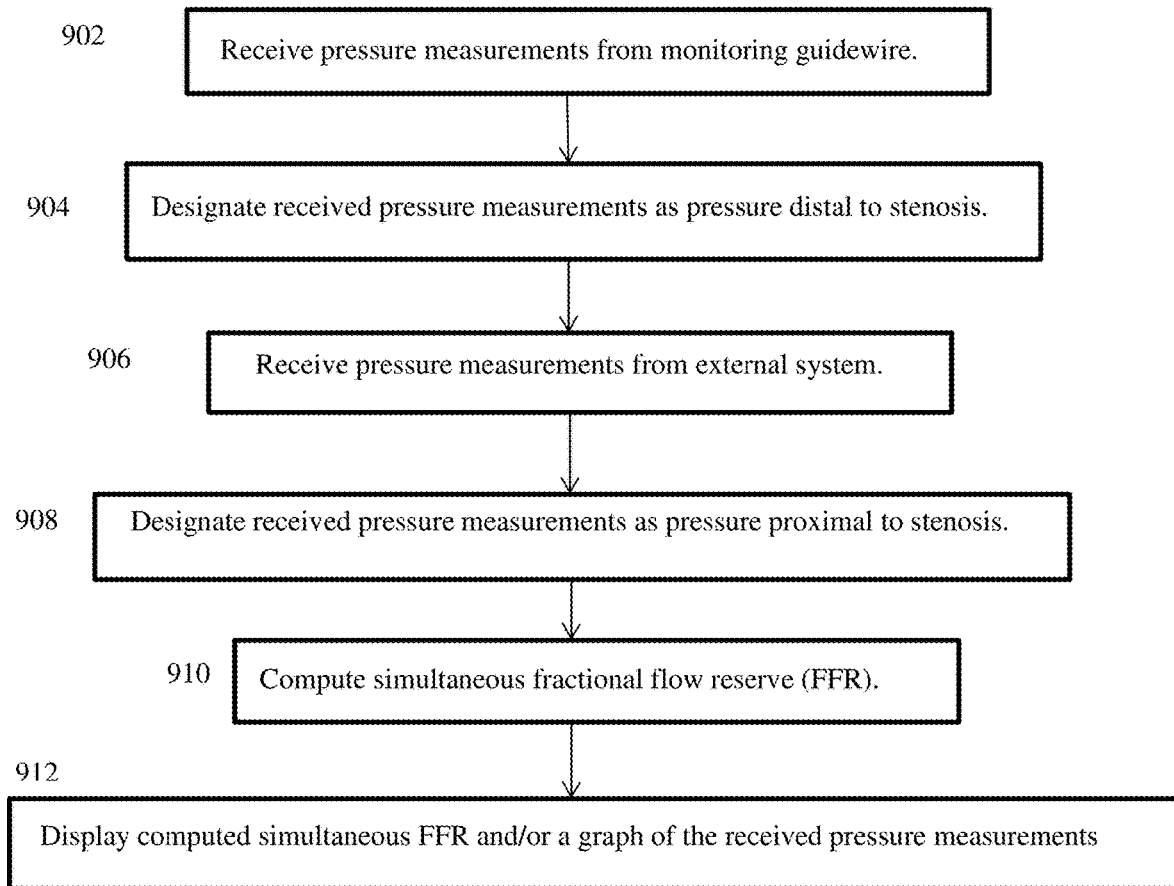 902
Receive pressure measurements from monitoring guidewire.
904
Designate received pressure measurements as pressure distal to stenosis.
906
Receive pressure measurements from external system.
908
Designate received pressure measurements as pressure proximal to stenosis.
910
Compute simultaneous fractional flow reserve (FFR).
912
Display computed simultaneous FFR and/or a graph of the received pressure measurements